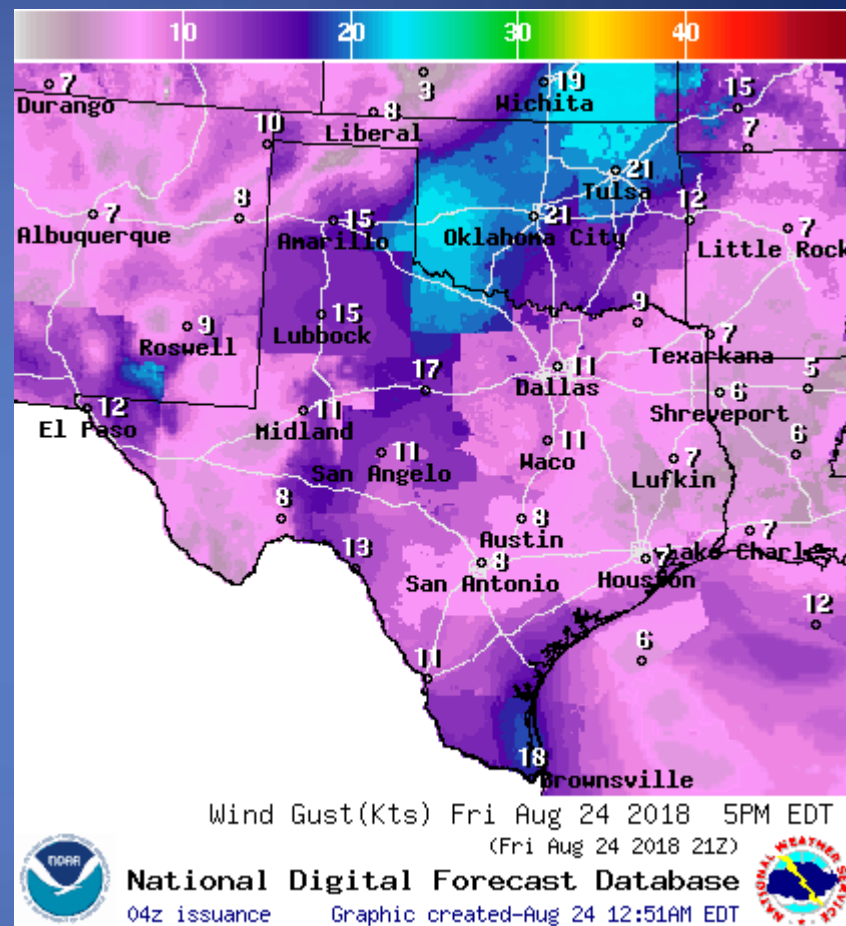 10 20 30 40
7 3 19 15
Durango Wichita
8
Liberal
10 7
21
Tulsa
7 8 15 21 12 7
Albuquerque Amarillo Oklahoma City Little Rock
9 15 9 7
Roswell Lubbock Texarkana
17 11 5
Dallas
12 11 6
El Paso Midland Shreveport
11 11 7 6
San Angelo Waco Lufkin
8 8 7
Austin
13 8 7 Lake Charles
San Antonio Houston
12
11 6
18
Brownsville
Wind Gust(Kts) Fri Aug 24 2018 5PM EDT
(Fri Aug 24 2018 21Z)
National Digital Forecast Database
04z issuance Graphic created-Aug 24 12:51AM EDT
NOAA
NATIONAL WEATHER SERVICE